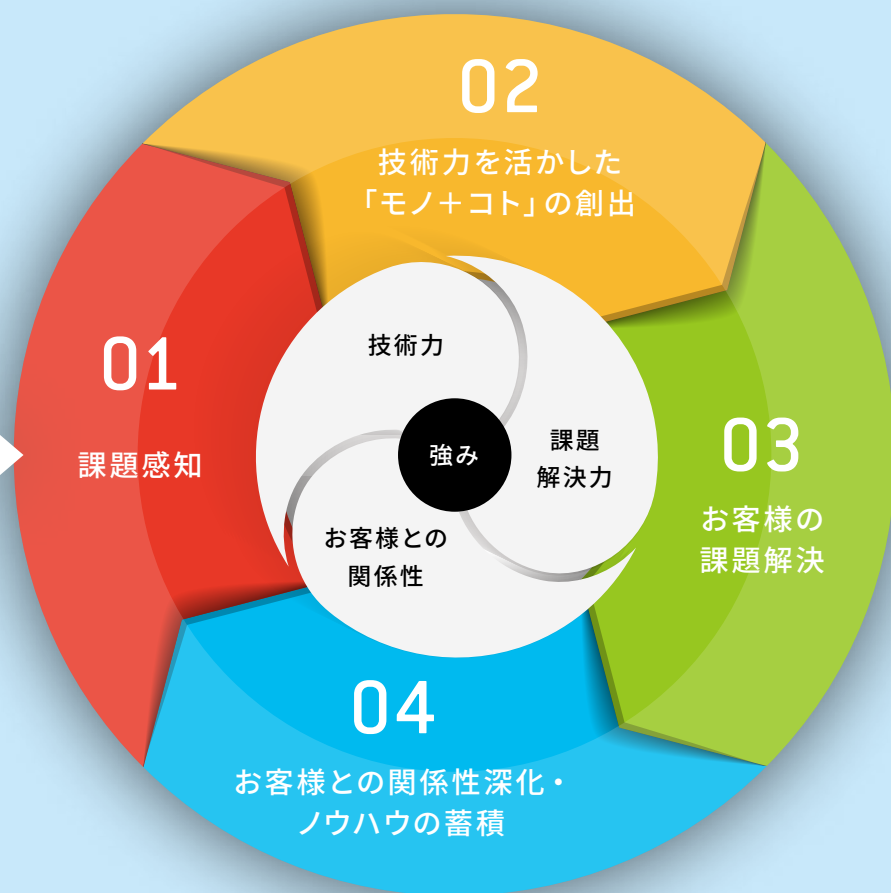 01
課題感知
02
技術力を活かした
「モノ＋コト」の創出
03
お客様の
課題解決
04
お客様との関係性深化・
ノウハウの蓄積
技術力
課題
解決力
お客様との
関係性
強み